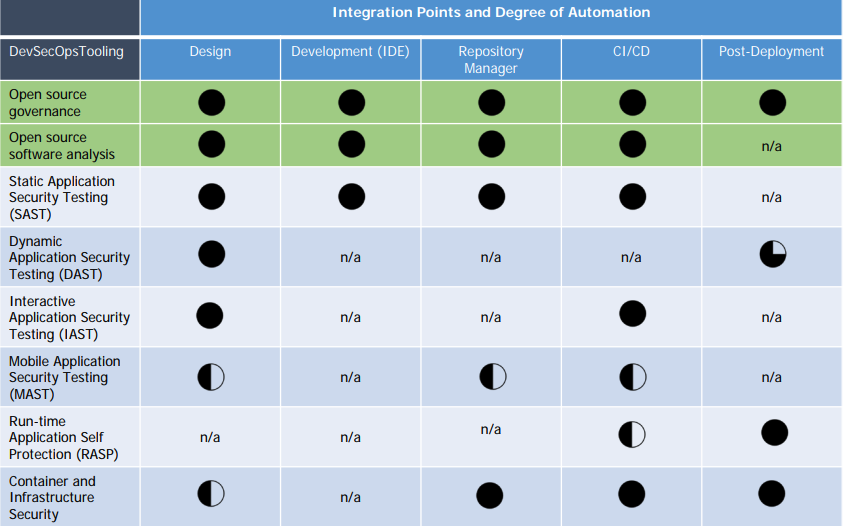 Integration Points and Degree of Automation
DevSecOpsTooling
Design
Development (IDE)
Repository
Manager
CI/CD
Post-Deployment
Open source
governance
Open source
software analysis
n/a
Static Application
Security Testing
(SAST)
n/a
Dynamic
Application Security
Testing (DAST)
n/a
n/a
n/a
Interactive
Application Security
Testing (IAST)
n/a
n/a
n/a
Mobile Application
Security Testing
(MAST)
n/a
n/a
Run-time
Application Self
Protection (RASP)
n/a
n/a
n/a
Container and
Infrastructure
Security
n/a